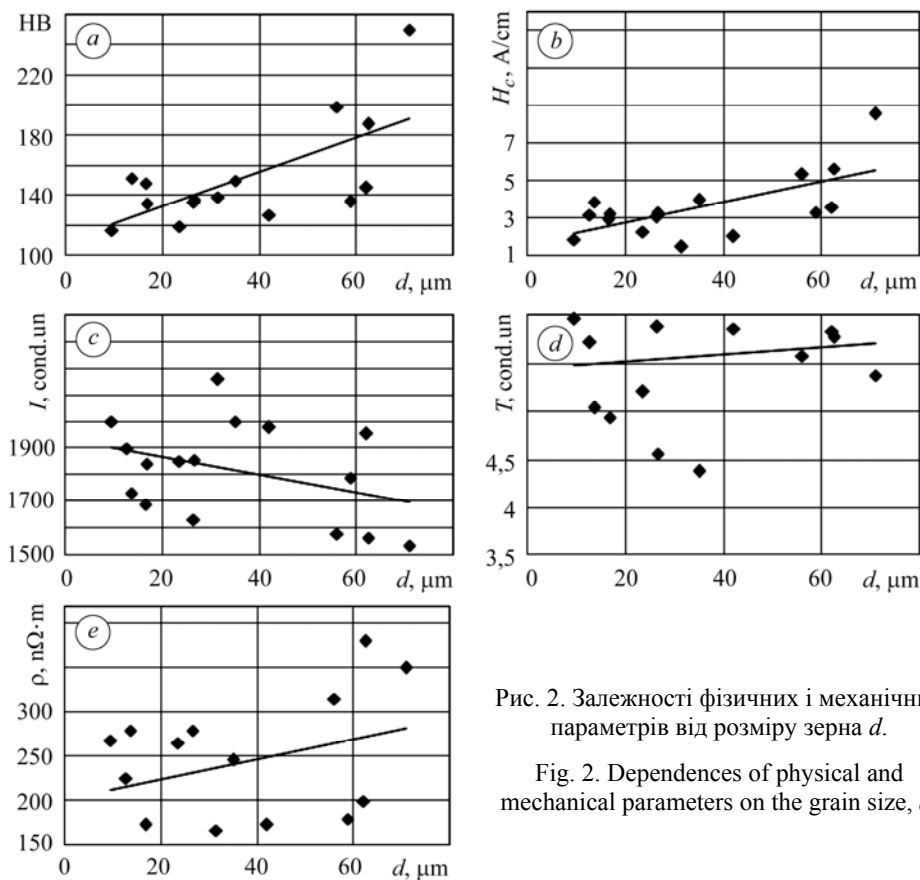 HB
a
220
180
140
100
0 20 40 60 d, μm
b
H_c, A/cm
7
5
3
1
0 20 40 60 d, μm
c
I, cond.un
1900
1700
1500
0 20 40 60 d, μm
d
T, cond.un
4,5
4
3,5
0 20 40 60 d, μm
e
ρ, nΩ·m
300
250
200
150
0 20 40 60 d, μm
Рис. 2. Залежності фізичних і механічни
параметрів від розміру зерна d.
Fig. 2. Dependences of physical and
mechanical parameters on the grain size,